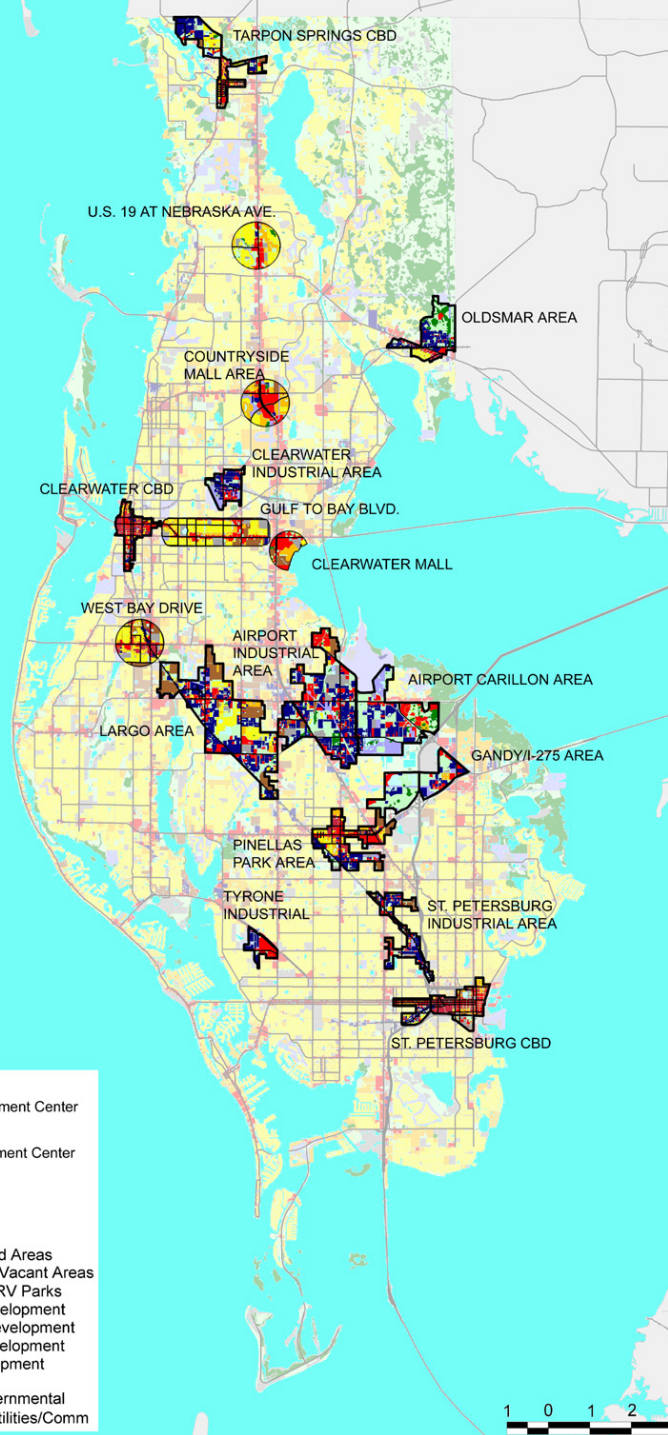 TARPON SPRINGS CBD
U.S. 19 AT NEBRASKA AVE.
OLDSMAR AREA
COUNTRYSIDE
MALL AREA
CLEARWATER
INDUSTRIAL AREA
CLEARWATER CBD
GULF TO BAY BLVD.
CLEARWATER MALL
WEST BAY DRIVE
AIRPORT
INDUSTRIAL
AREA
AIRPORT CARILLON AREA
LARGO AREA
GANDY/I-275 AREA
PINELLAS
PARK AREA
TYRONE
INDUSTRIAL
ST. PETERSBURG
INDUSTRIAL AREA
ST. PETERSBURG CBD
ment Center
ment Center
d Areas
Vacant Areas
RV Parks
elopment
evelopment
elopment
opment
ernmental
tilities/Comm
1 0 1 2